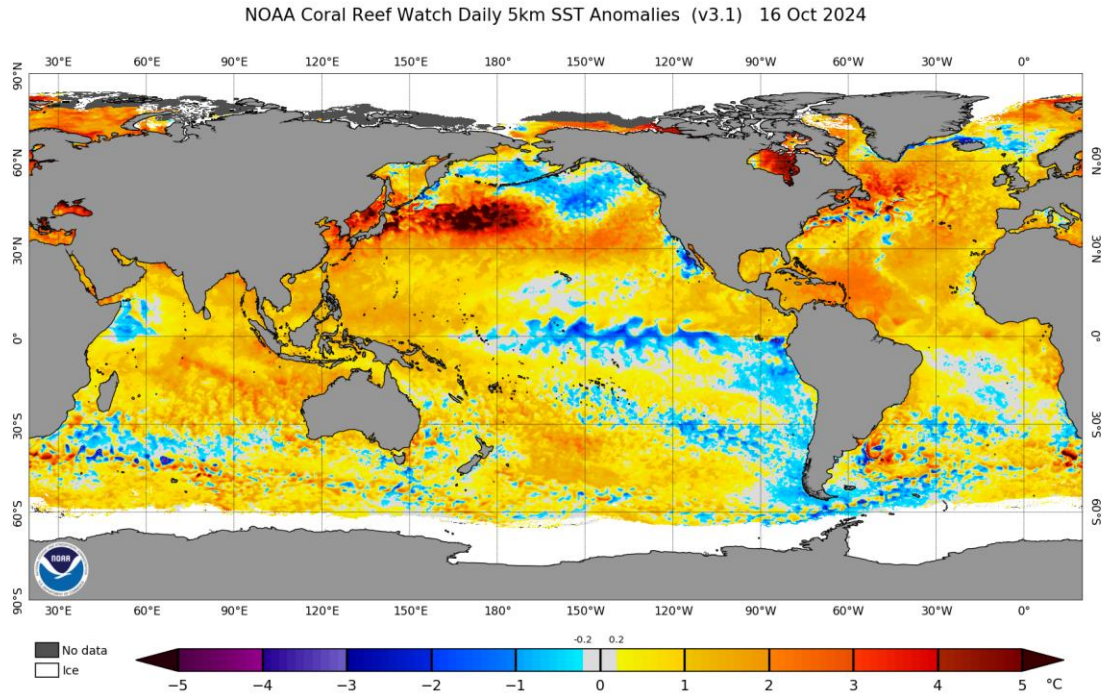 NOAA Coral Reef Watch Daily 5km SST Anomalies (v3.1) 16 Oct 2024
30°E 60°E 90°E 120°E 150°E 180° 150°W 120°W 90°W 60°W 30°W 0°
90°N 90°N
60°N 60°N
30°N 30°N
0° 0°
30°S 30°S
60°S 60°S
90°S 90°S
NOAA
30°E 60°E 90°E 120°E 150°E 180° 150°W 120°W 90°W 60°W 30°W 0°
-0.2 0.2
No data
Ice
−5 −4 −3 −2 −1 0 1 2 3 4 5 °C